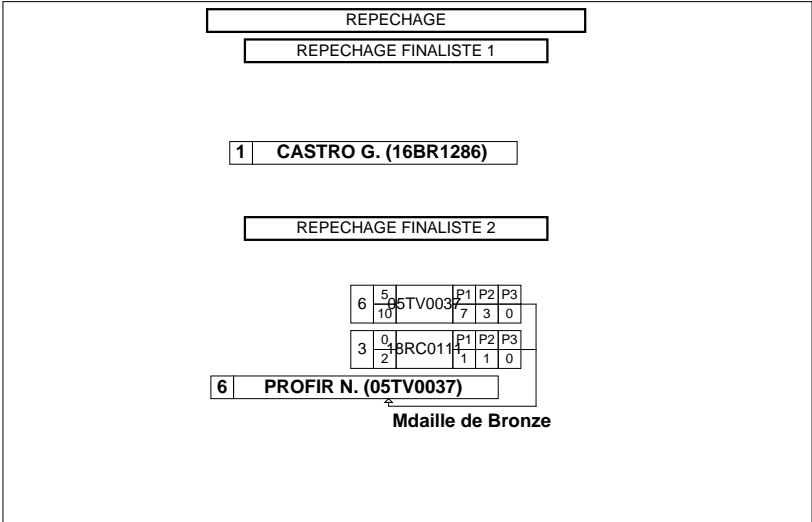 REPECHAGE
REPECHAGE FINALISTE 1
1 CASTRO G. (16BR1286)
REPECHAGE FINALISTE 2
6 5 05TV0037 P1 P2 P3
10 7 3 0
3 0 18RC0111 P1 P2 P3
2 1 1 0
6 PROFIR N. (05TV0037)
Mdaille de Bronze